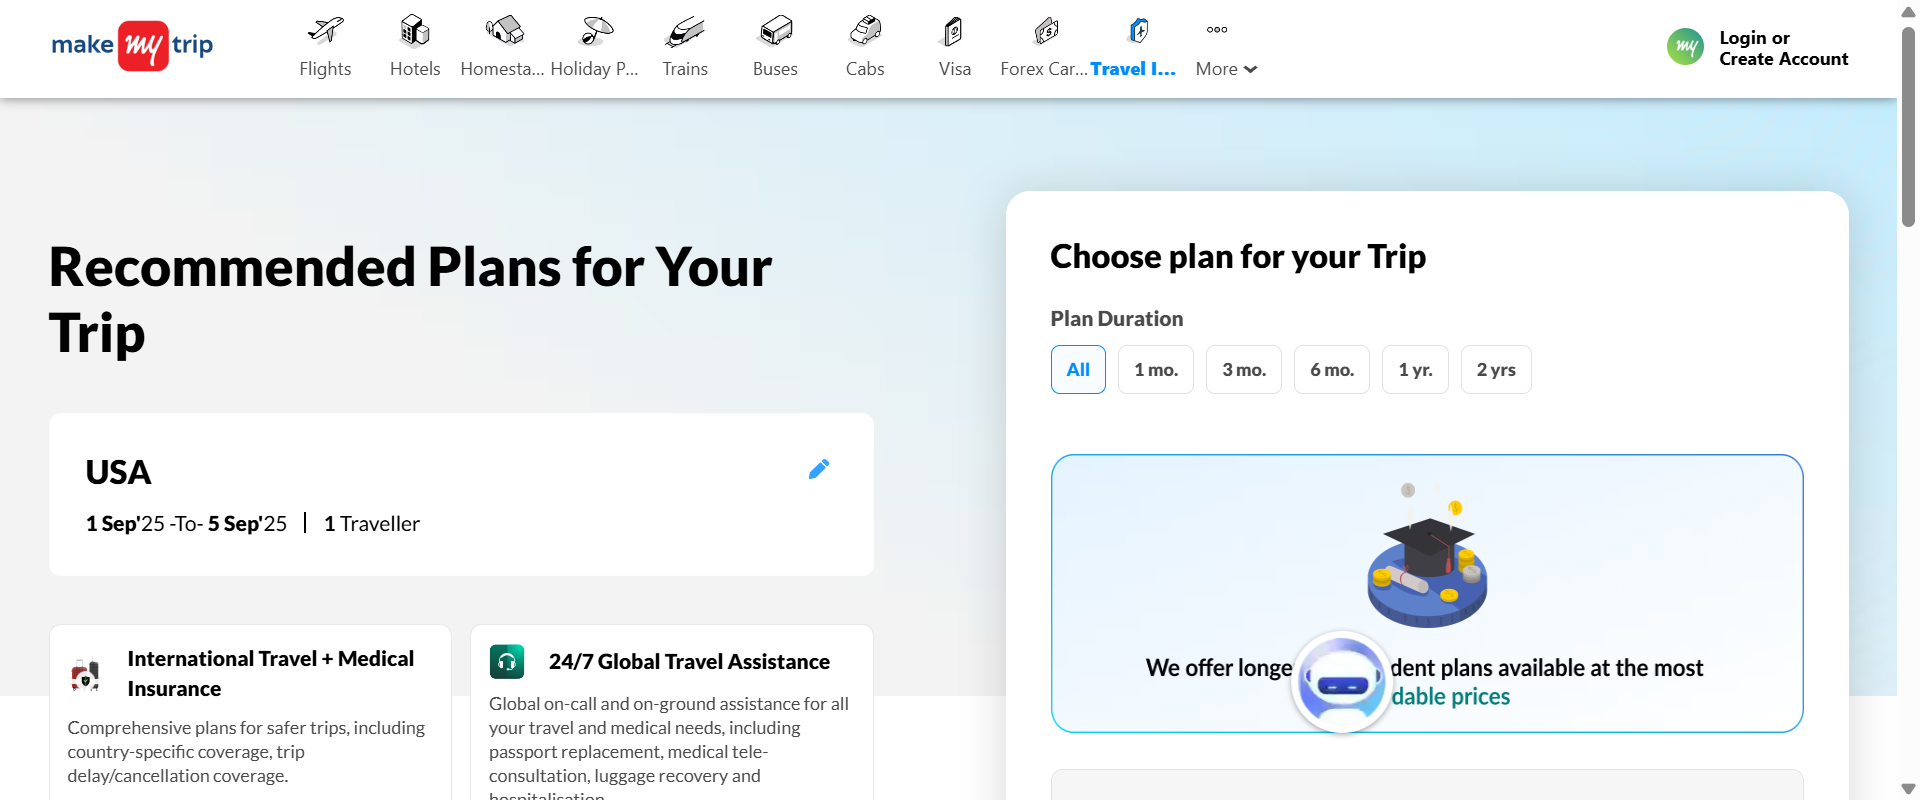 make my trip
Flights
Hotels
Homesta...
Holiday P...
Trains
Buses
Cabs
Visa
Forex Car...
Travel I...
More
my
Login or
Create Account
Recommended Plans for Your
Trip
USA
1 Sep'25 -To- 5 Sep'25 | 1 Traveller
International Travel + Medical
Insurance
Comprehensive plans for safer trips, including
country-specific coverage, trip
delay/cancellation coverage.
24/7 Global Travel Assistance
Global on-call and on-ground assistance for all
your travel and medical needs, including
passport replacement, medical tele-
consultation, luggage recovery and
hospitalisation
Choose plan for your Trip
Plan Duration
All
1 mo.
3 mo.
6 mo.
1 yr.
2 yrs
We offer longe dent plans available at the most
dable prices